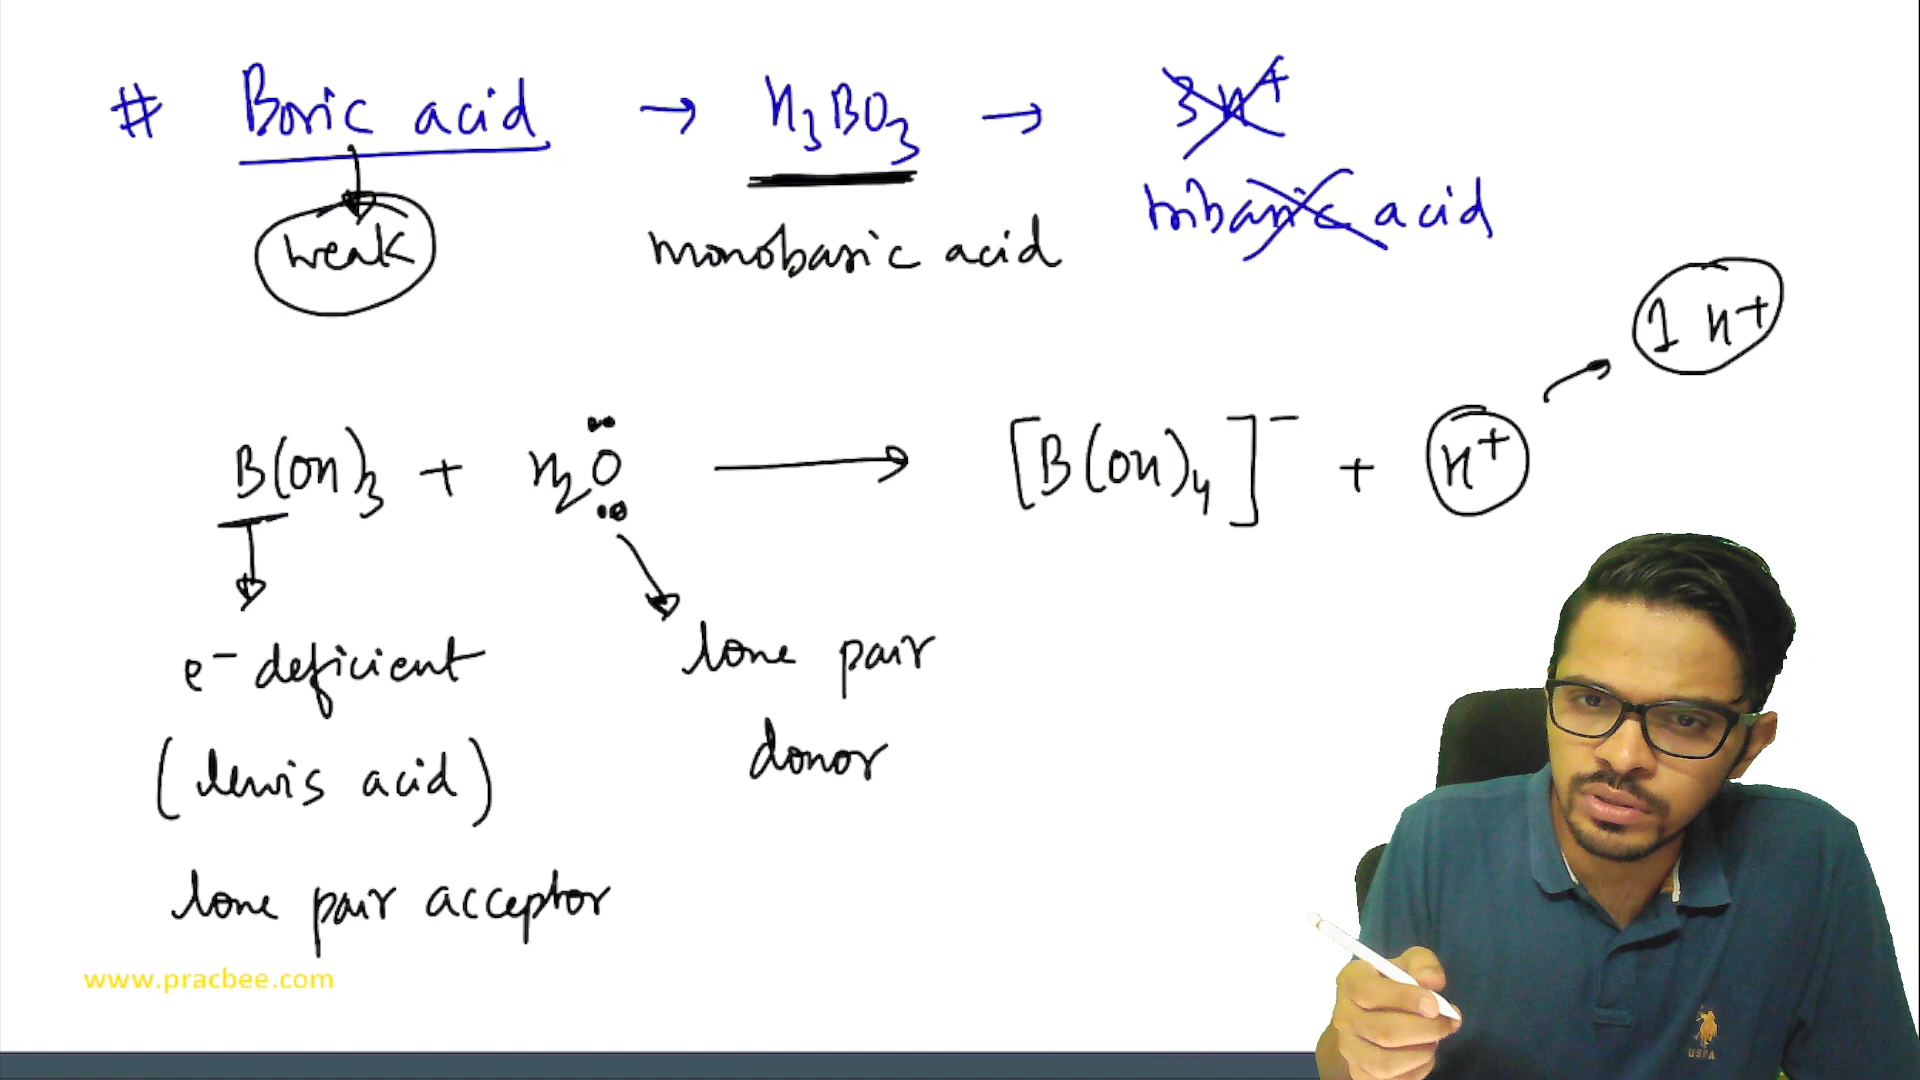 # Boric acid → H₃BO₃ → 3H⁺
weak
monobasic acid
tribasic acid
1 H⁺
B(OH)₃ + H₂O → [B(OH)₄]⁻ + H⁺
e⁻ deficient
(lewis acid)
lone pair acceptor
lone pair
donor
www.pracbee.com
USPA